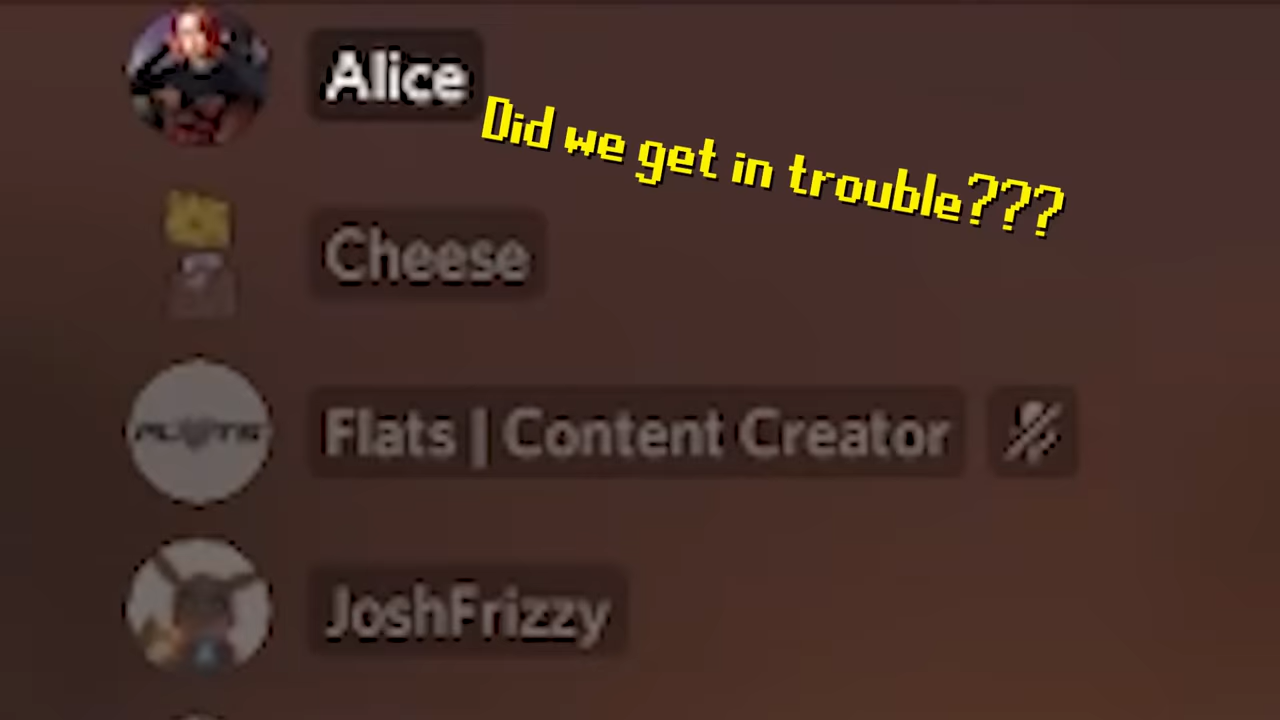 Alice
Did we get in trouble???
Cheese
Flats | Content Creator
JoshFrizzy